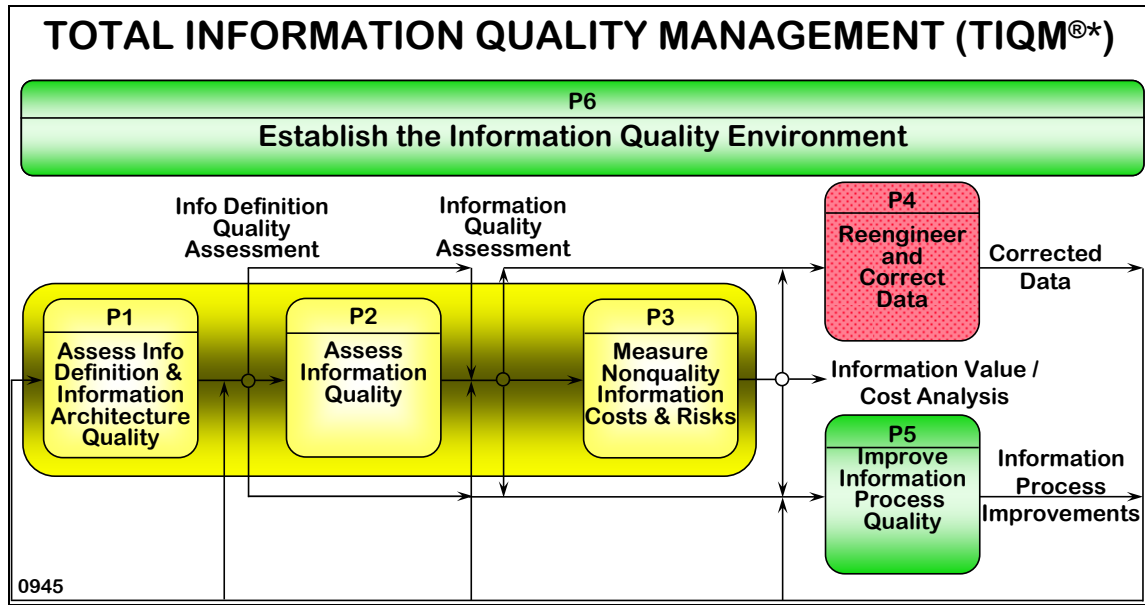 TOTAL INFORMATION QUALITY MANAGEMENT (TIQM®*)
P6
Establish the Information Quality Environment
Info Definition
Quality
Assessment
Information
Quality
Assessment
P4
Reengineer
and
Correct
Data
Corrected
Data
P1
Assess Info
Definition &
Information
Architecture
Quality
P2
Assess
Information
Quality
P3
Measure
Nonquality
Information
Costs & Risks
Information Value /
Cost Analysis
P5
Improve
Information
Process
Quality
Information
Process
Improvements
0945